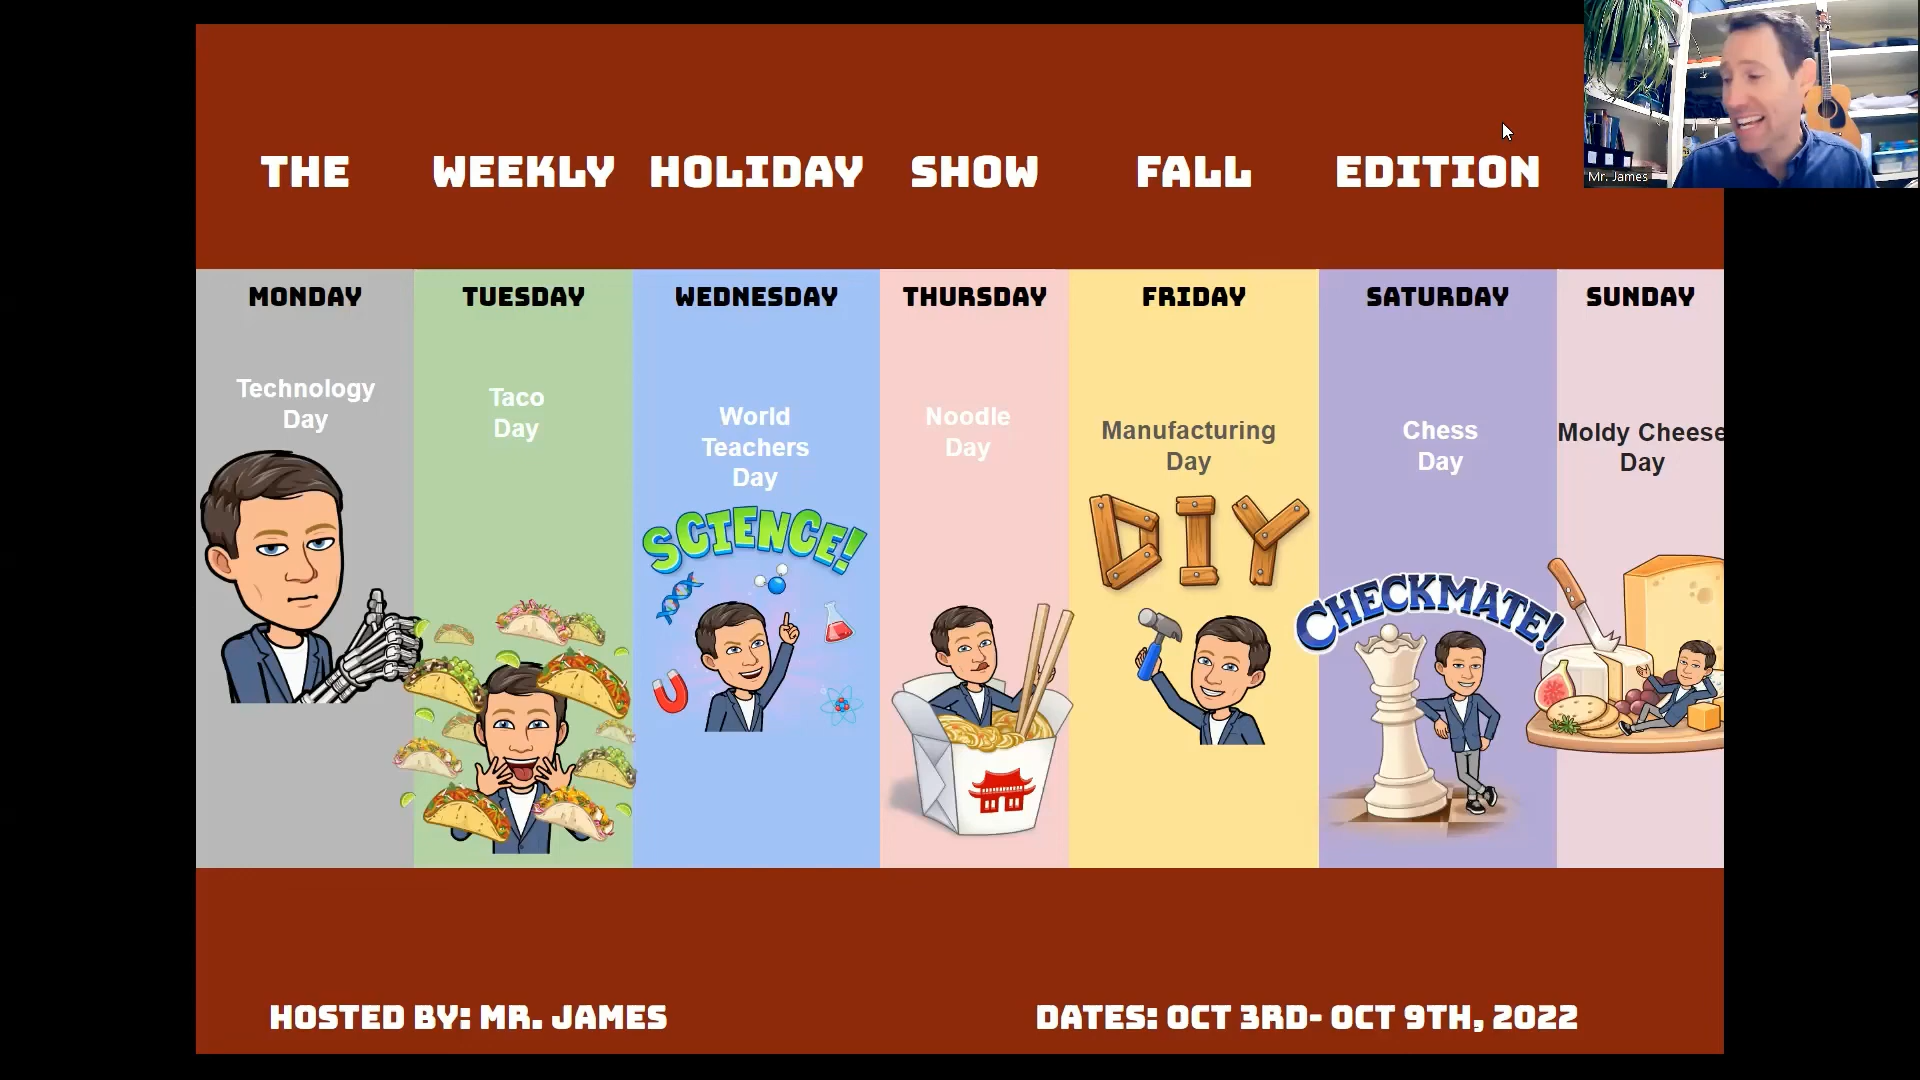 THE WEEKLY HOLIDAY SHOW FALL EDITION
Mr. James
MONDAY TUESDAY WEDNESDAY THURSDAY FRIDAY SATURDAY SUNDAY
Technology
Day
Taco
Day
World
Teachers
Day
SCIENCE!
Noodle
Day
Manufacturing
Day
DIY
Chess
Day
CHECKMATE!
Moldy Cheese
Day
HOSTED BY: MR. JAMES
DATES: OCT 3RD- OCT 9TH, 2022